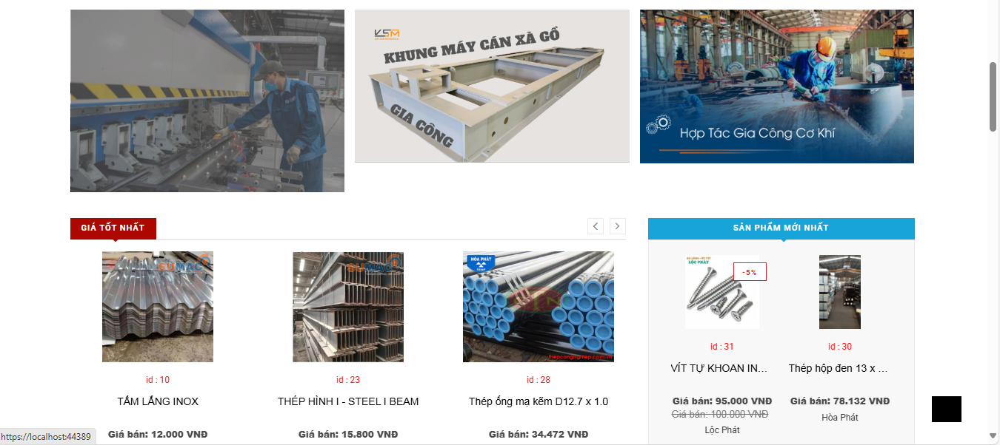 KSM
KHUNG MÁY CÁN XÀ GỒ
GIA CÔNG
Hợp Tác Gia Công Cơ Khí
GIÁ TỐT NHẤT
SẢN PHẨM MỚI NHẤT
SUMAC
SUMAC
HÒA PHÁT
thepcongnghiep.com.vn
LỘC PHÁT
-5%
id : 10
id : 23
id : 28
id : 31
id : 30
TẤM LẮNG INOX
THÉP HÌNH I - STEEL I BEAM
Thép ống mạ kẽm D12.7 x 1.0
VÍT TỰ KHOAN IN...
Thép hộp đen 13 x ...
Giá bán: 12.000 VNĐ
Giá bán: 15.800 VNĐ
Giá bán: 34.472 VNĐ
Giá bán: 95.000 VNĐ
Giá bán: 100.000 VNĐ
Lộc Phát
Giá bán: 78.132 VNĐ
Hòa Phát
https://localhost:44389